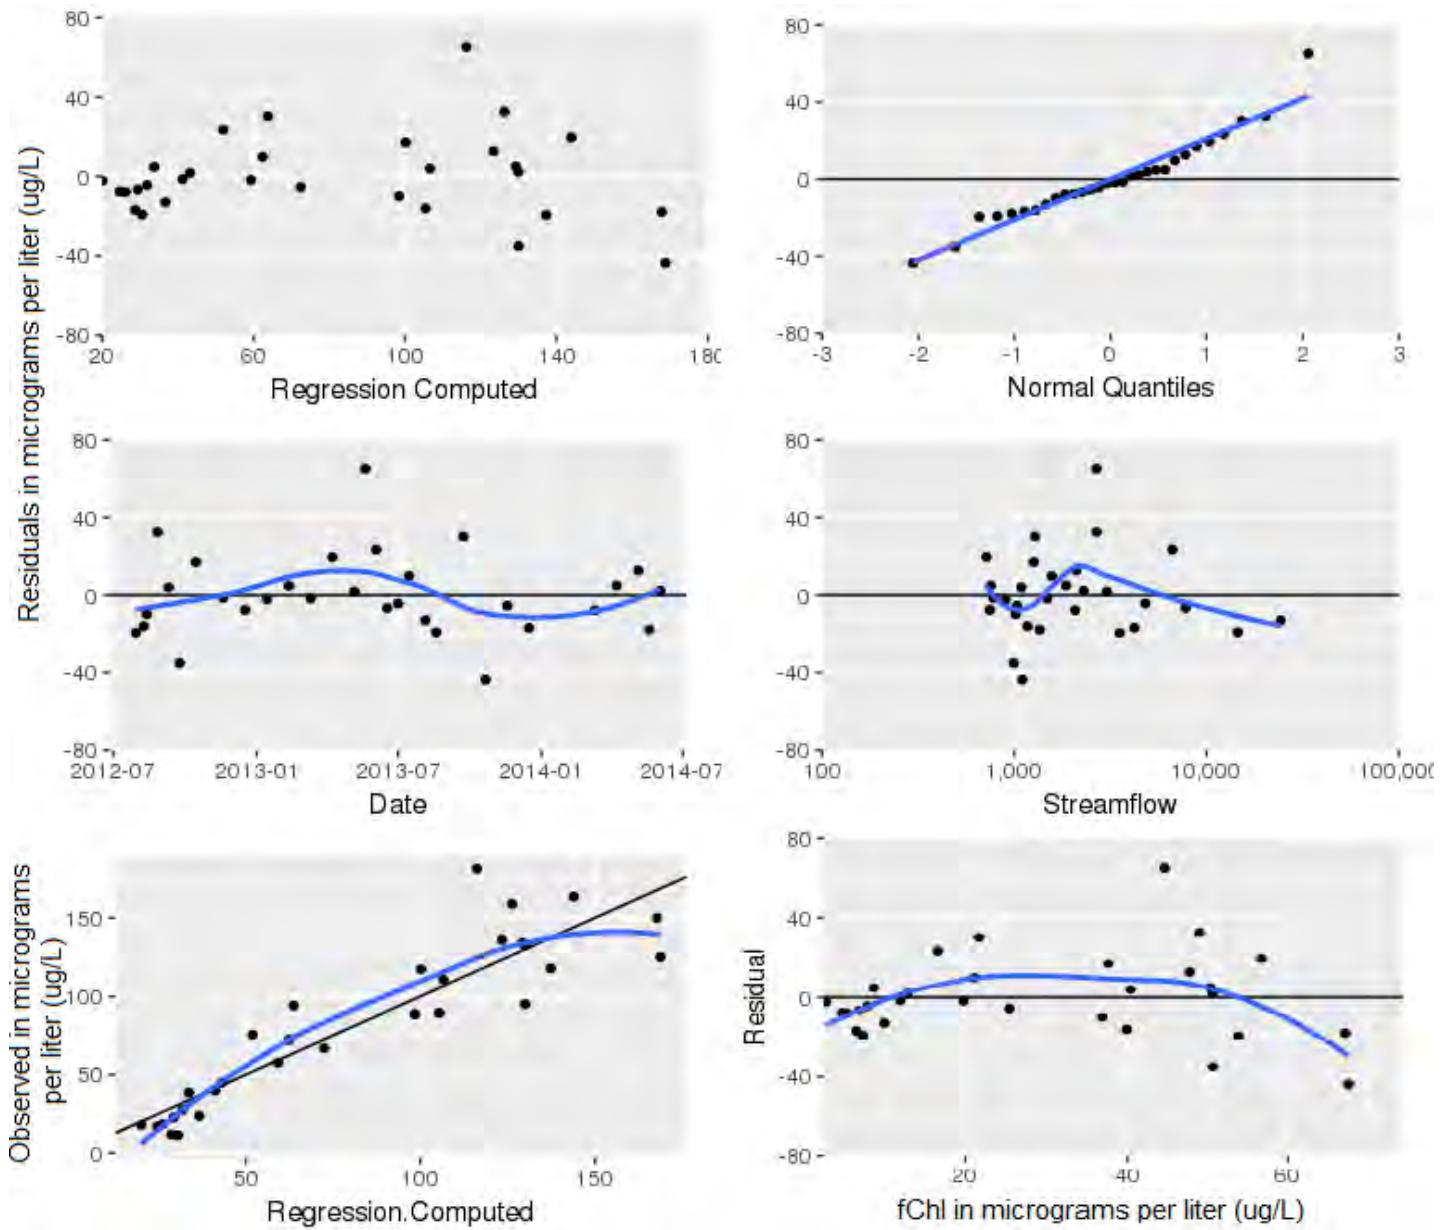 Residuals in micrograms per liter (ug/L)
80
40
0
-40
-80
20 60 100 140 180
Regression Computed
80
40
0
-40
-80
-3 -2 -1 0 1 2 3
Normal Quantiles
80
40
0
-40
-80
2012-07 2013-01 2013-07 2014-01 2014-07
Date
80
40
0
-40
-80
100 1,000 10,000 100,000
Streamflow
Observed in micrograms
per liter (ug/L)
150
100
50
0
50 100 150
Regression.Computed
Residual
80
40
0
-40
-80
20 40 60
fChl in micrograms per liter (ug/L)